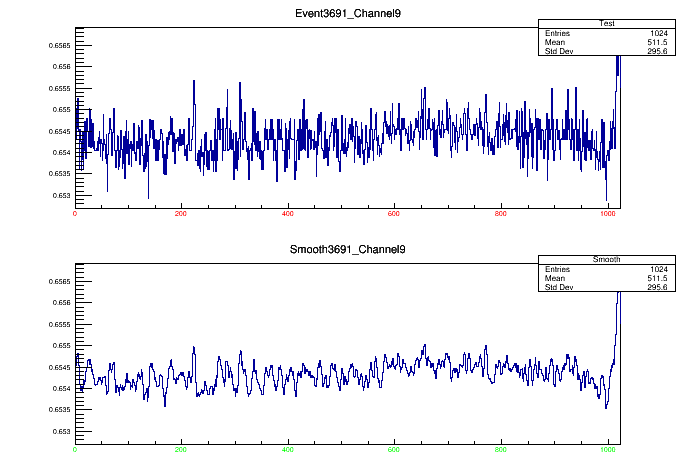 Event3691_Channel9
Test
Entries 1024
Mean 511.5
Std Dev 295.6
0.6565
0.656
0.6555
0.655
0.6545
0.654
0.6535
0.653
0 200 400 600 800 1000
Smooth3691_Channel9
Smooth
Entries 1024
Mean 511.5
Std Dev 295.6
0.6565
0.656
0.6555
0.655
0.6545
0.654
0.6535
0.653
0 200 400 600 800 1000